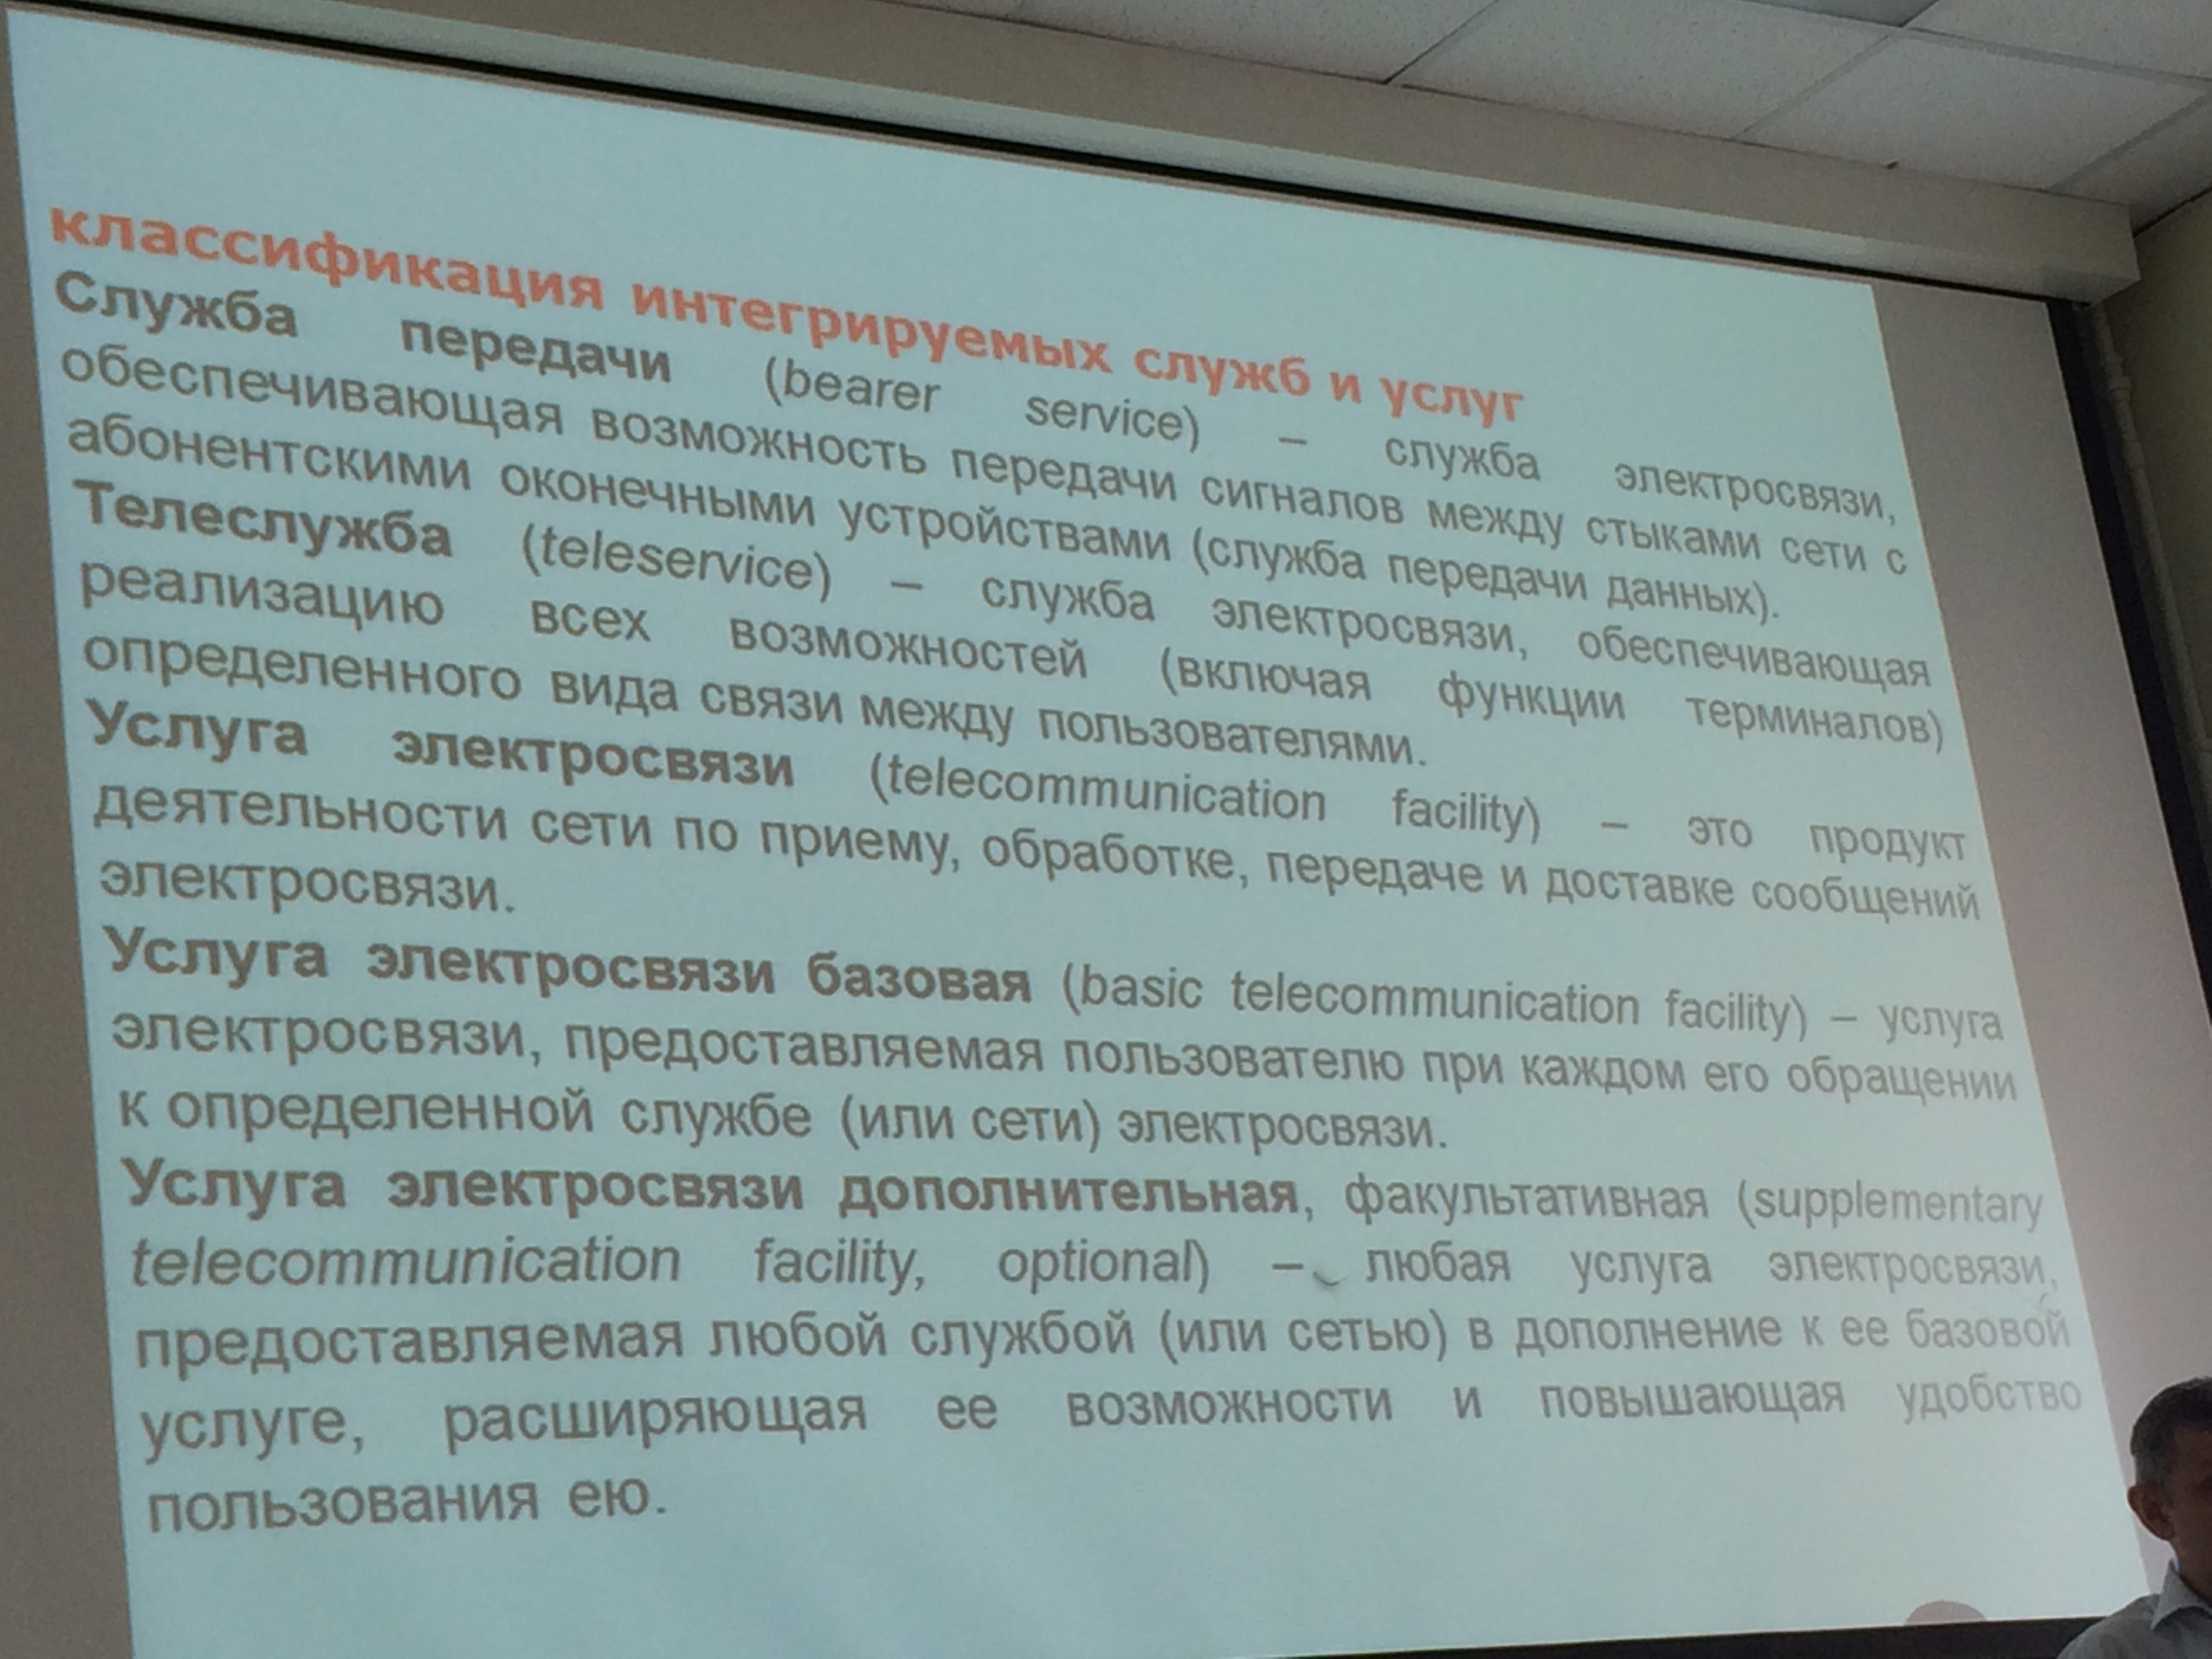 классификация интегрируемых служб и услуг
Служба передачи (bearer service) – служба электросвязи,
обеспечивающая возможность передачи сигналов между стыками сети с
абонентскими оконечными устройствами (служба передачи данных).
Телеслужба (teleservice) – служба электросвязи, обеспечивающая
реализацию всех возможностей (включая функции терминалов)
определенного вида связи между пользователями.
Услуга электросвязи (telecommunication facility) – это продукт
деятельности сети по приему, обработке, передаче и доставке сообщений
электросвязи.
Услуга электросвязи базовая (basic telecommunication facility) – услуга
электросвязи, предоставляемая пользователю при каждом его обращении
к определенной службе (или сети) электросвязи.
Услуга электросвязи дополнительная, факультативная (supplementary
telecommunication facility, optional) – любая услуга электросвязи,
предоставляемая любой службой (или сетью) в дополнение к ее базовой
услуге, расширяющая ее возможности и повышающая удобство
пользования ею.